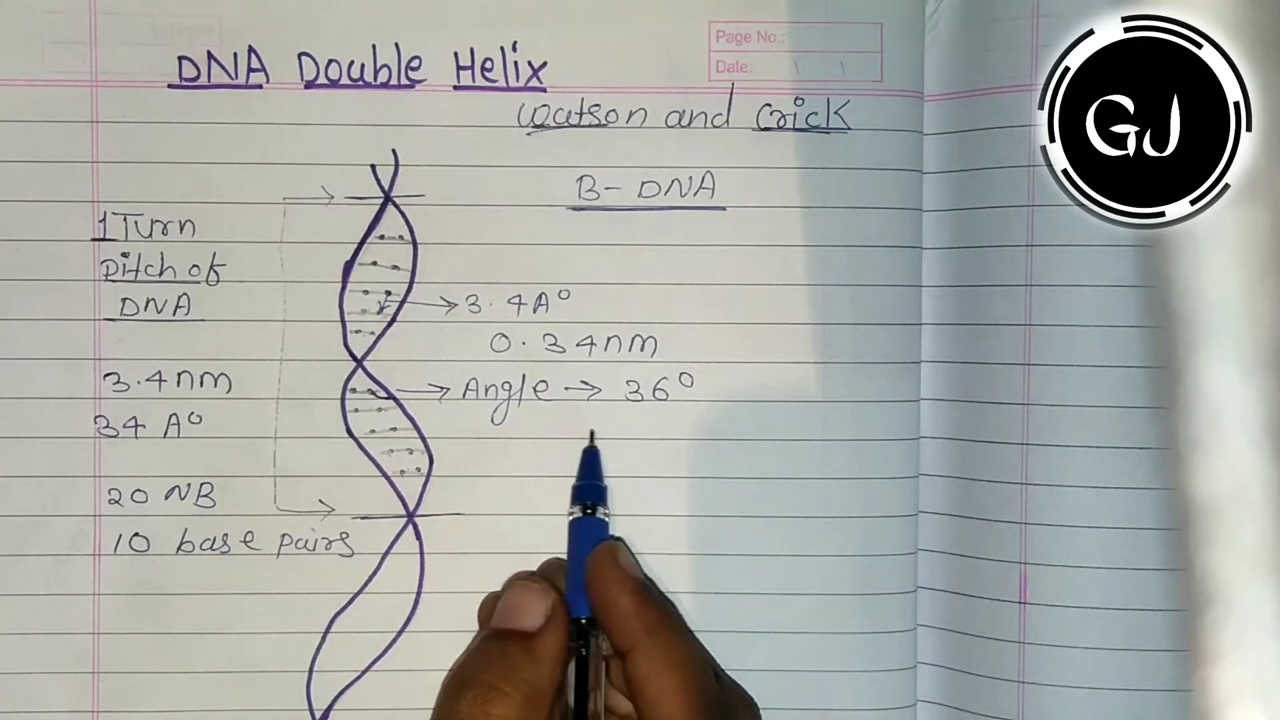 DNA Double Helix
Page No.:
Date:
Watson and Crick
GJ
B- DNA
1 Turn
Pitch of
DNA
3.4A°
0.34nm
3.4nm
Angle → 36°
34 A°
20 NB
10 base pairs